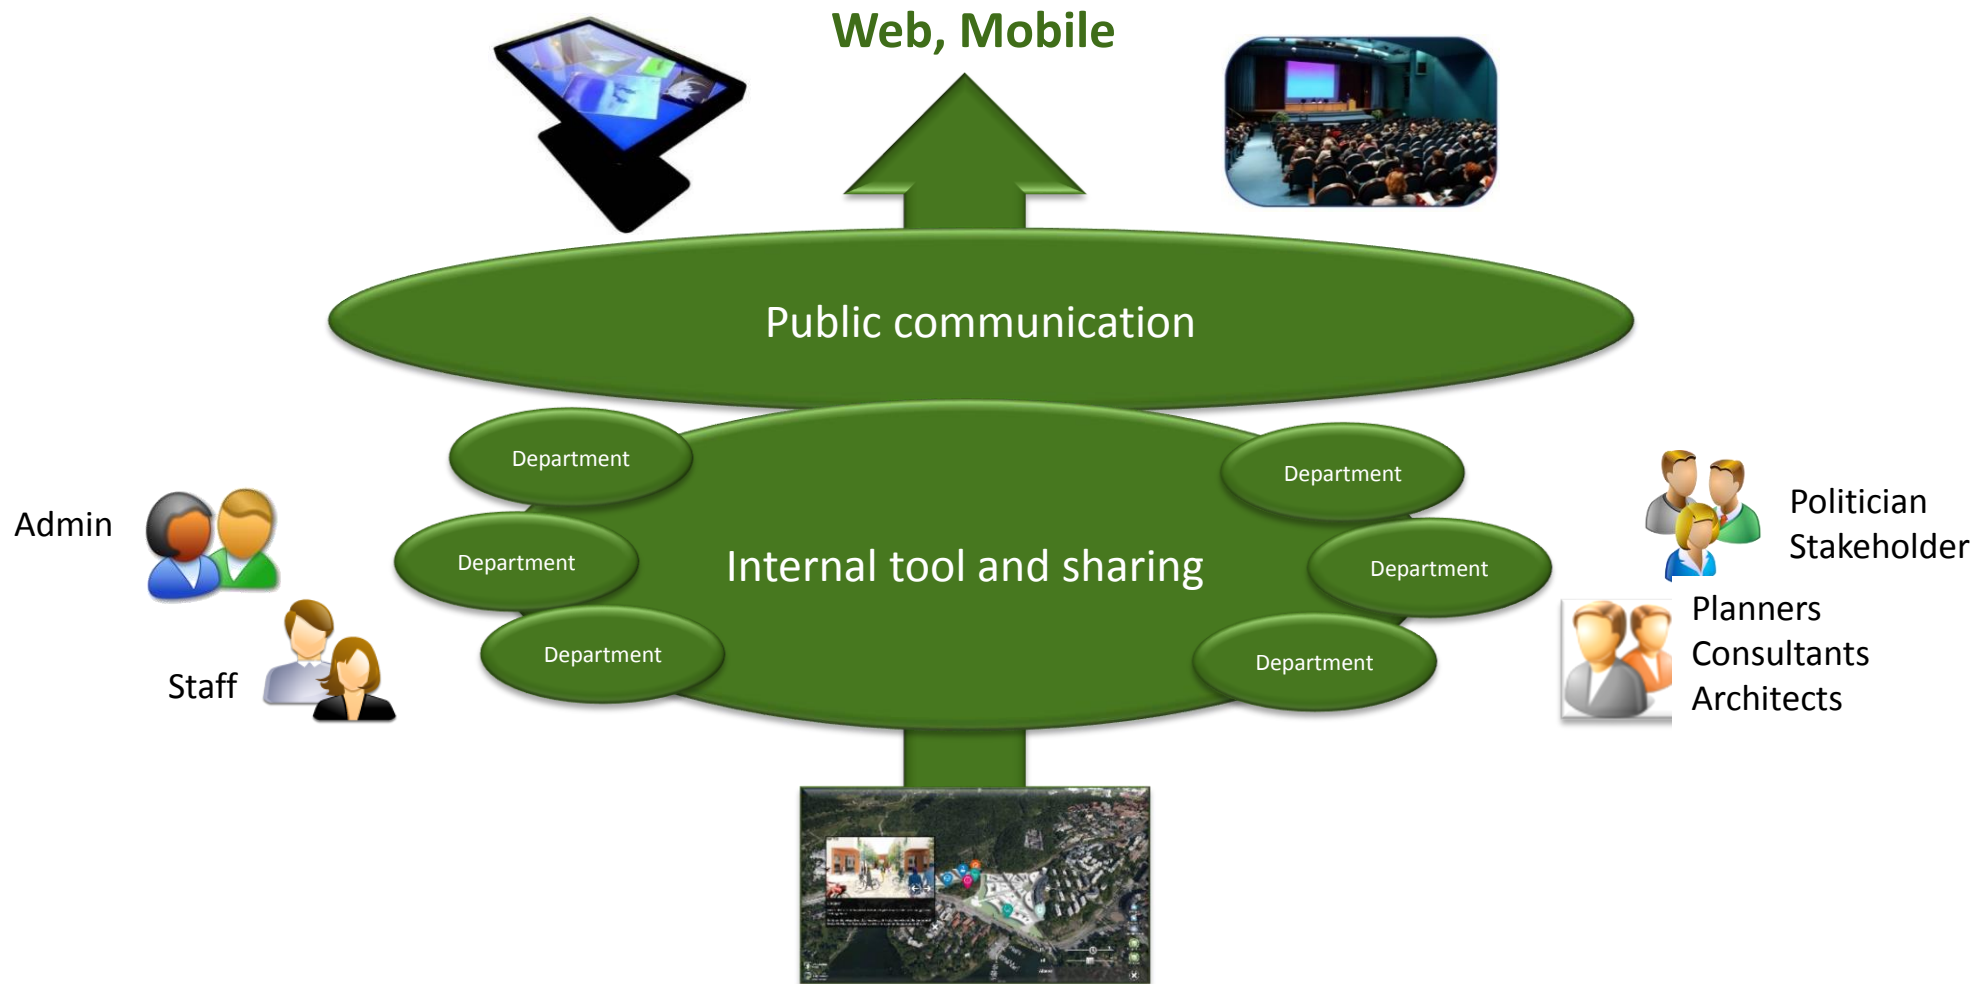 Web, Mobile
Public communication
Department
Department
Department
Internal tool and sharing
Department
Department
Department
Admin
Staff
Politician
Stakeholder
Planners
Consultants
Architects